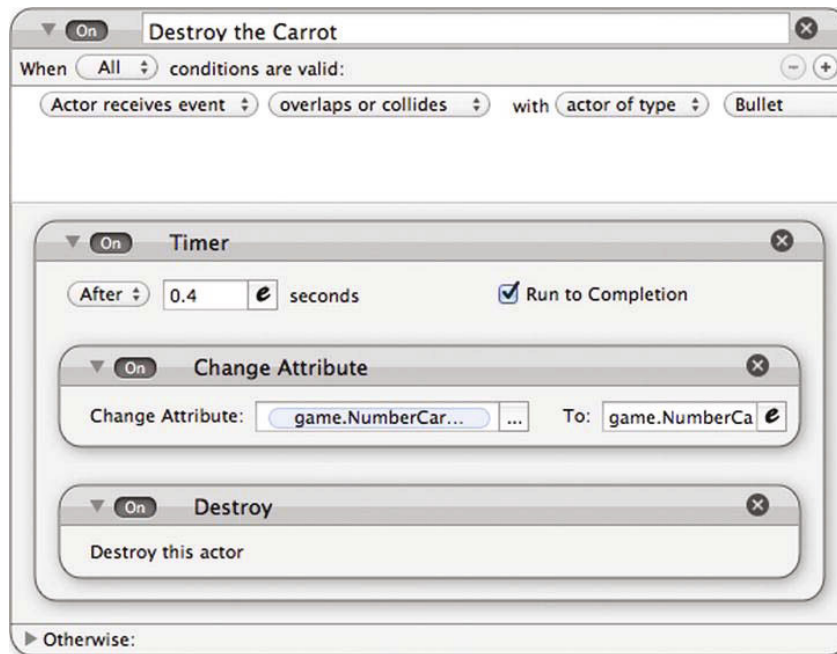 On Destroy the Carrot
When All conditions are valid:
Actor receives event overlaps or collides with actor of type Bullet
On Timer
After 0.4 e seconds Run to Completion
On Change Attribute
Change Attribute: game.NumberCar... ... To: game.NumberCa e
On Destroy
Destroy this actor
Otherwise: